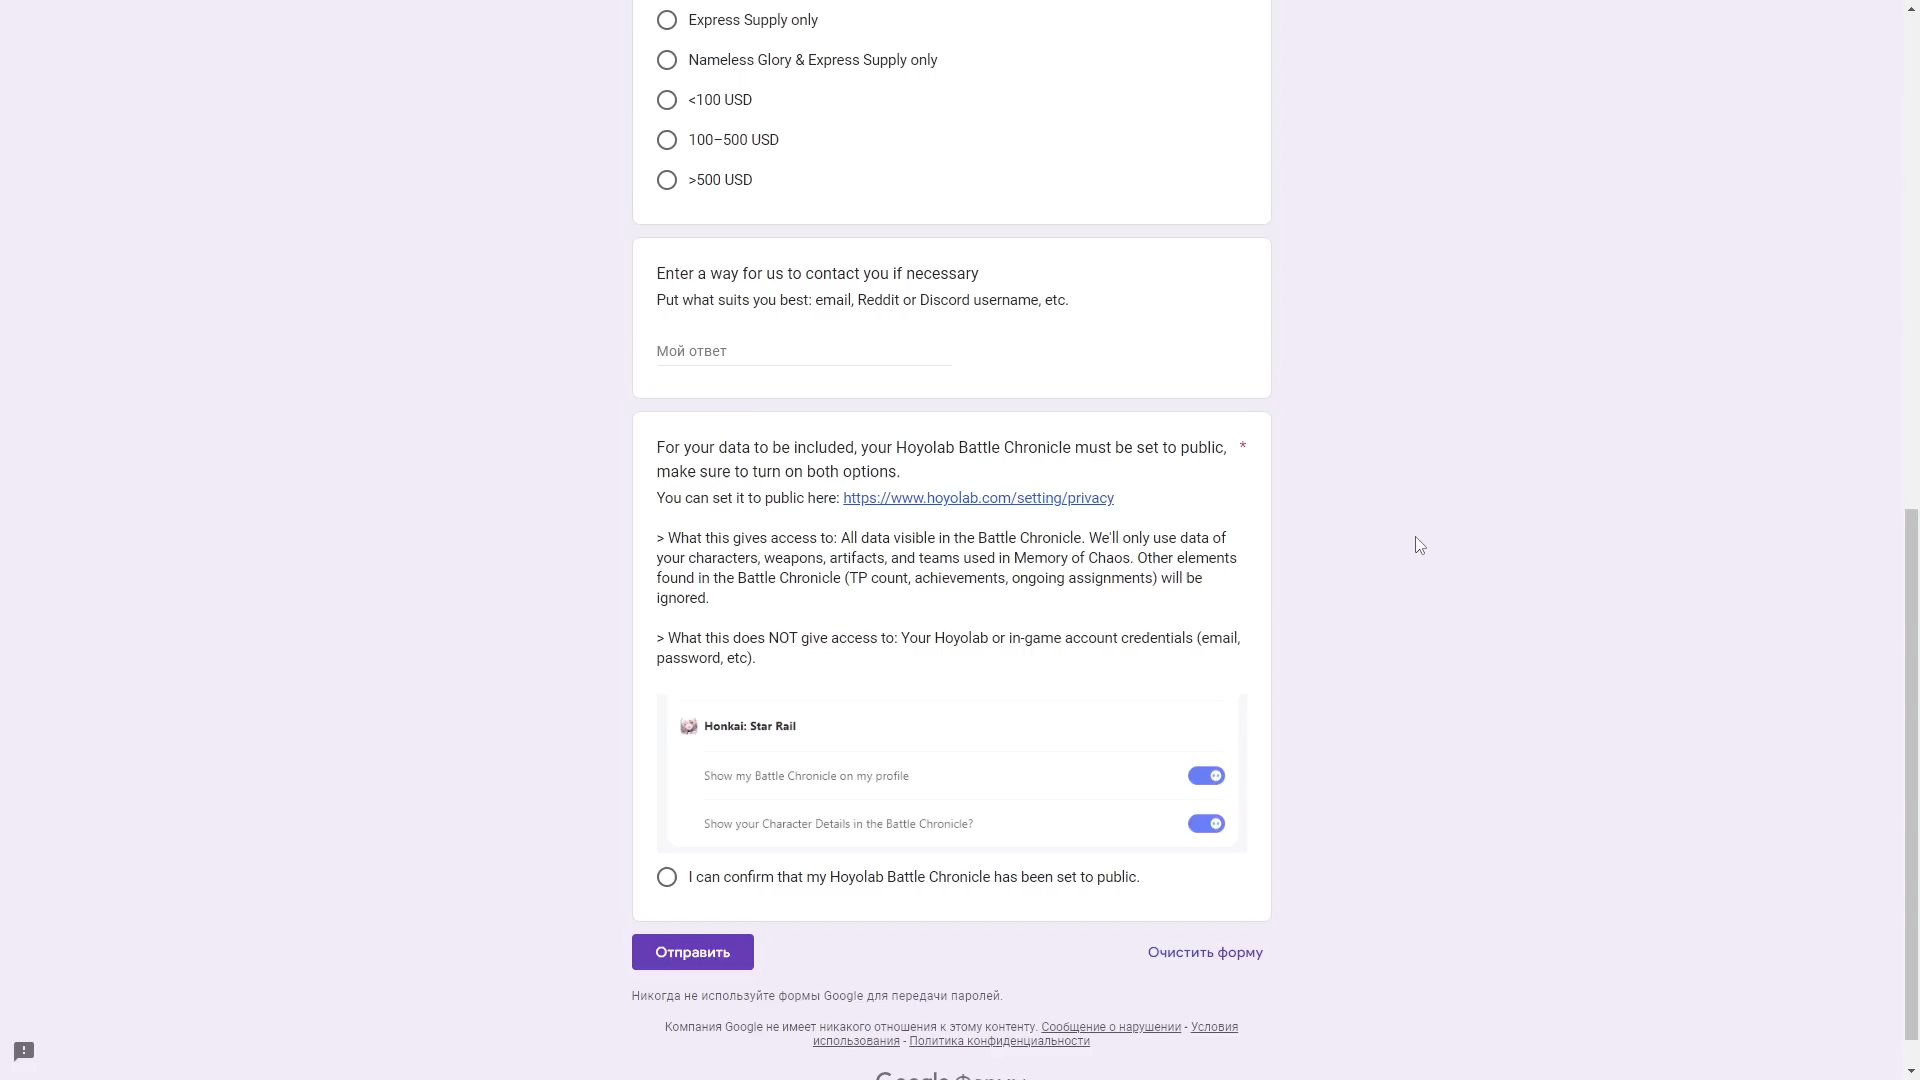 Express Supply only
Nameless Glory & Express Supply only
<100 USD
100–500 USD
>500 USD
Enter a way for us to contact you if necessary
Put what suits you best: email, Reddit or Discord username, etc.
Мой ответ
For your data to be included, your Hoyolab Battle Chronicle must be set to public, *
make sure to turn on both options.
You can set it to public here: https://www.hoyolab.com/setting/privacy
> What this gives access to: All data visible in the Battle Chronicle. We'll only use data of
your characters, weapons, artifacts, and teams used in Memory of Chaos. Other elements
found in the Battle Chronicle (TP count, achievements, ongoing assignments) will be
ignored.
> What this does NOT give access to: Your Hoyolab or in-game account credentials (email,
password, etc).
Honkai: Star Rail
Show my Battle Chronicle on my profile
Show your Character Details in the Battle Chronicle?
I can confirm that my Hoyolab Battle Chronicle has been set to public.
Отправить
Очистить форму
Никогда не используйте формы Google для передачи паролей.
Компания Google не имеет никакого отношения к этому контенту. Сообщение о нарушении - Условия
использования - Политика конфиденциальности
Google Формы